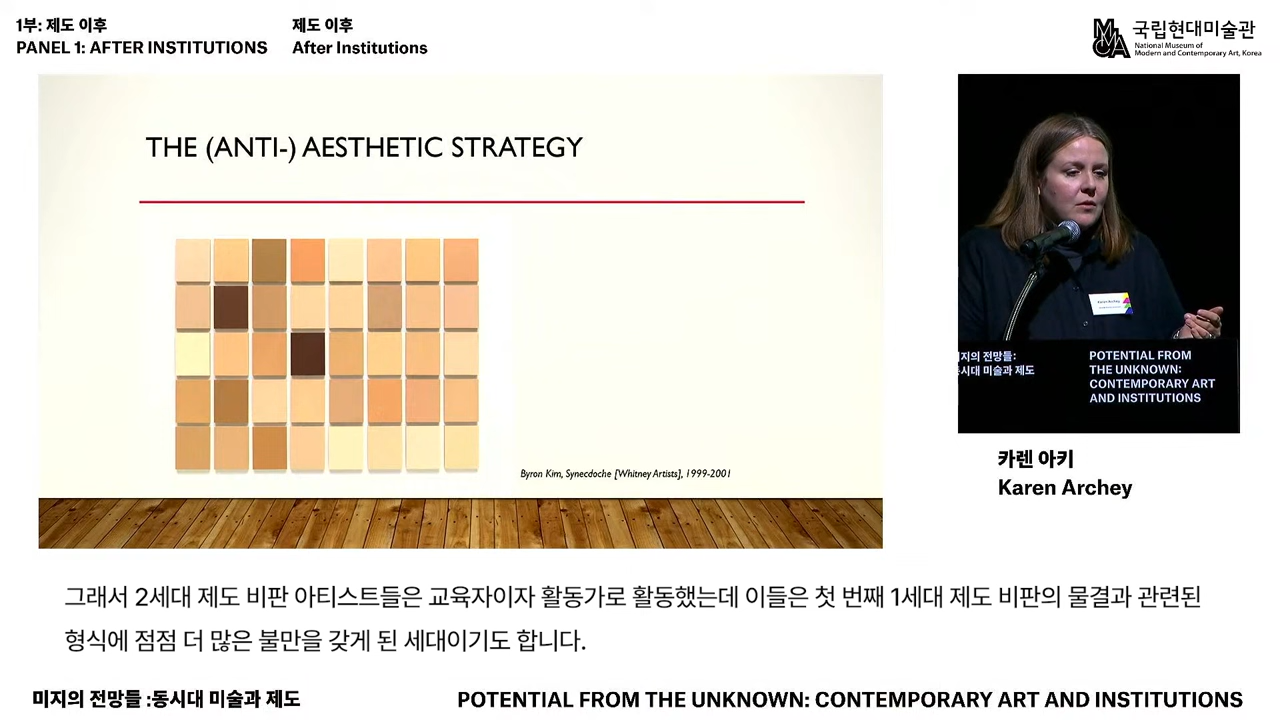 1부: 제도 이후
PANEL 1: AFTER INSTITUTIONS
제도 이후
After Institutions
국립현대미술관
National Museum of
Modern and Contemporary Art, Korea
THE (ANTI-) AESTHETIC STRATEGY
Byron Kim, Synecdoche [Whitney Artists], 1999-2001
Karen Archey
미지의 전망들:
동시대 미술과 제도
POTENTIAL FROM
THE UNKNOWN:
CONTEMPORARY ART
AND INSTITUTIONS
카렌 아키
Karen Archey
그래서 2세대 제도 비판 아티스트들은 교육자이자 활동가로 활동했는데 이들은 첫 번째 1세대 제도 비판의 물결과 관련된
형식에 점점 더 많은 불만을 갖게 된 세대이기도 합니다.
미지의 전망들 :동시대 미술과 제도
POTENTIAL FROM THE UNKNOWN: CONTEMPORARY ART AND INSTITUTIONS